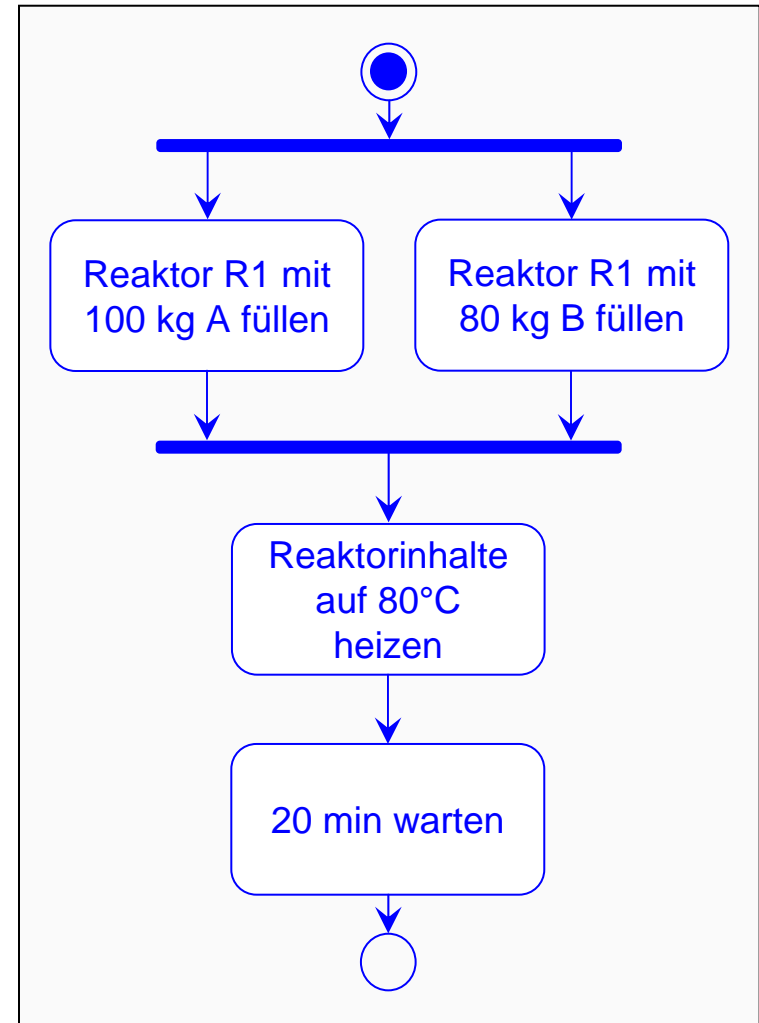 Reaktor R1 mit
100 kg A füllen
Reaktor R1 mit
80 kg B füllen
Reaktorinhalte
auf 80°C
heizen
20 min warten